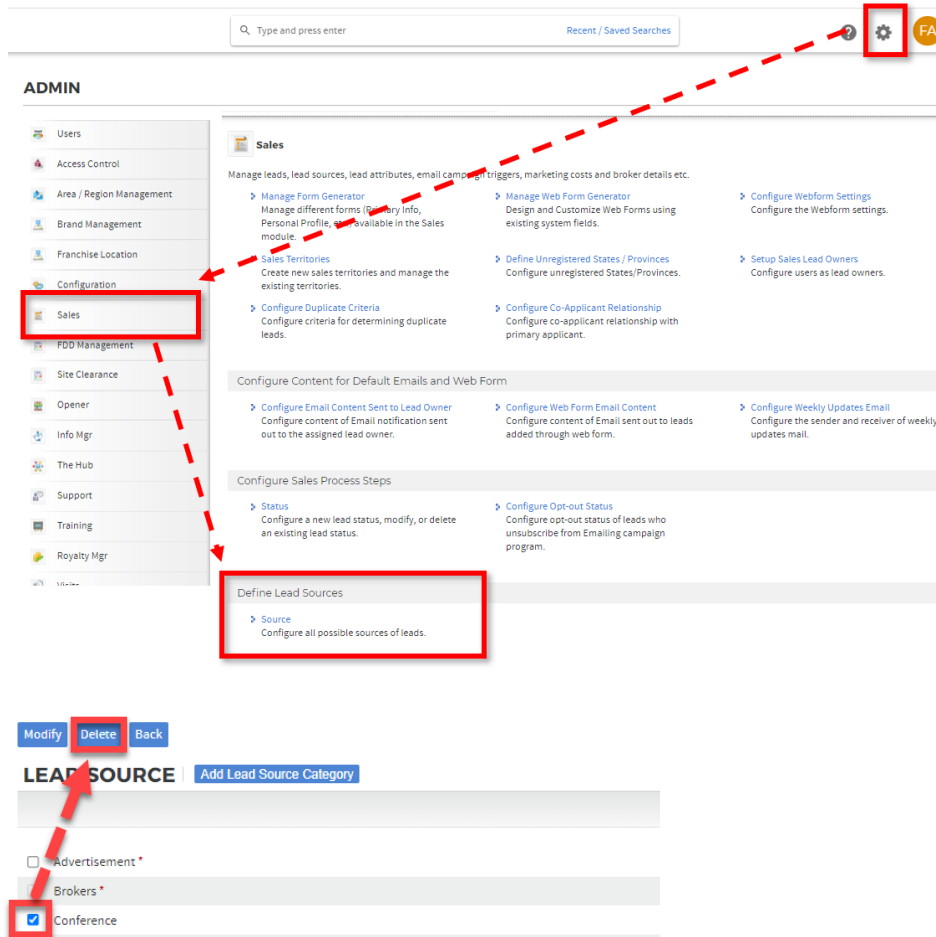 Type and press enter Recent / Saved Searches
FA
ADMIN
Users
Access Control
Area / Region Management
Brand Management
Franchise Location
Configuration
Sales
FDD Management
Site Clearance
Opener
Info Mgr
The Hub
Support
Training
Royalty Mgr
Visits
Sales
Manage leads, lead sources, lead attributes, email campaign triggers, marketing costs and broker details etc.
Manage Form Generator
Manage different forms (Primary Info,
Personal Profile, etc.) available in the Sales
module.
Manage Web Form Generator
Design and Customize Web Forms using
existing system fields.
Configure Webform Settings
Configure the Webform settings.
Sales Territories
Create new sales territories and manage the
existing territories.
Define Unregistered States / Provinces
Configure unregistered States/Provinces.
Setup Sales Lead Owners
Configure users as lead owners.
Configure Duplicate Criteria
Configure criteria for determining duplicate
leads.
Configure Co-Applicant Relationship
Configure co-applicant relationship with
primary applicant.
Configure Content for Default Emails and Web Form
Configure Email Content Sent to Lead Owner
Configure content of Email notification sent
out to the assigned lead owner.
Configure Web Form Email Content
Configure content of Email sent out to leads
added through web form.
Configure Weekly Updates Email
Configure the sender and receiver of weekly
updates mail.
Configure Sales Process Steps
Status
Configure a new lead status, modify, or delete
an existing lead status.
Configure Opt-out Status
Configure opt-out status of leads who
unsubscribe from Emailing campaign
program.
Define Lead Sources
Source
Configure all possible sources of leads.
Modify Delete Back
LEAD SOURCE Add Lead Source Category
Advertisement *
Brokers *
Conference